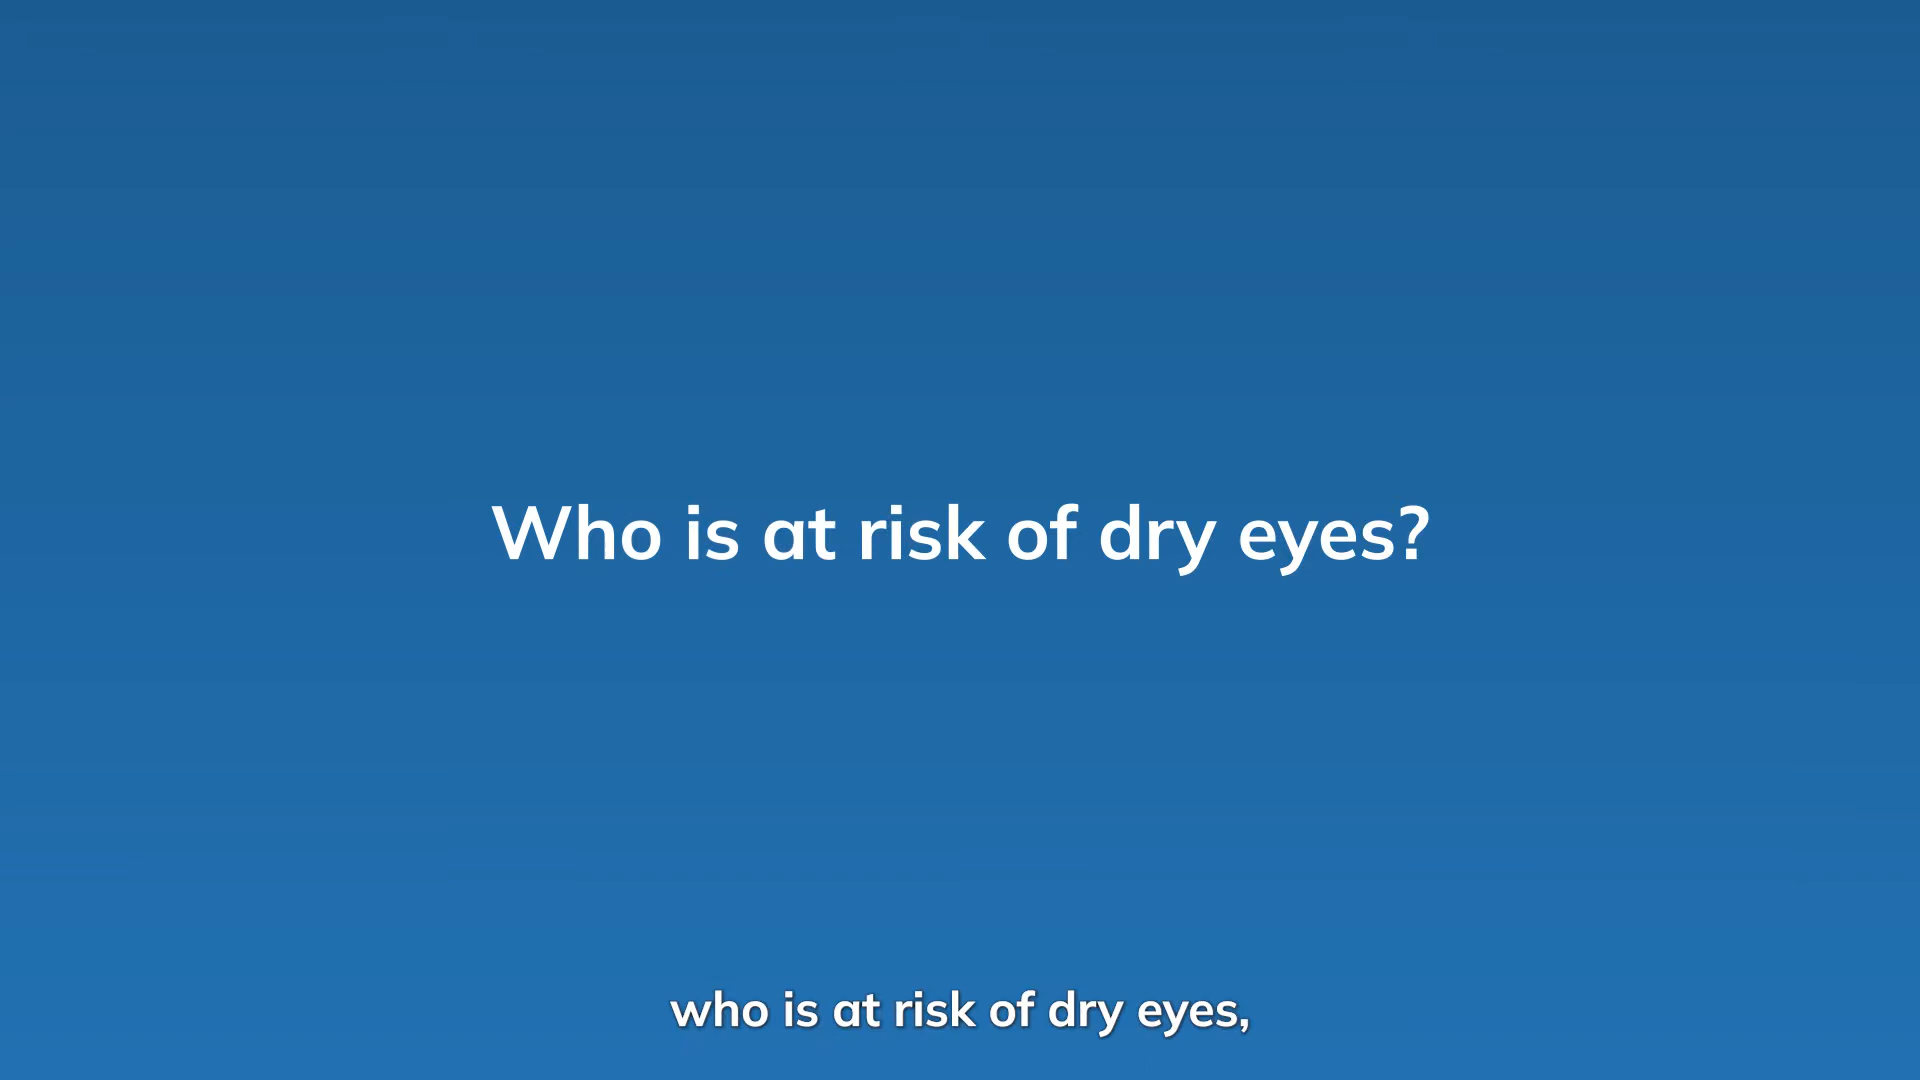 Who is at risk of dry eyes?
who is at risk of dry eyes,